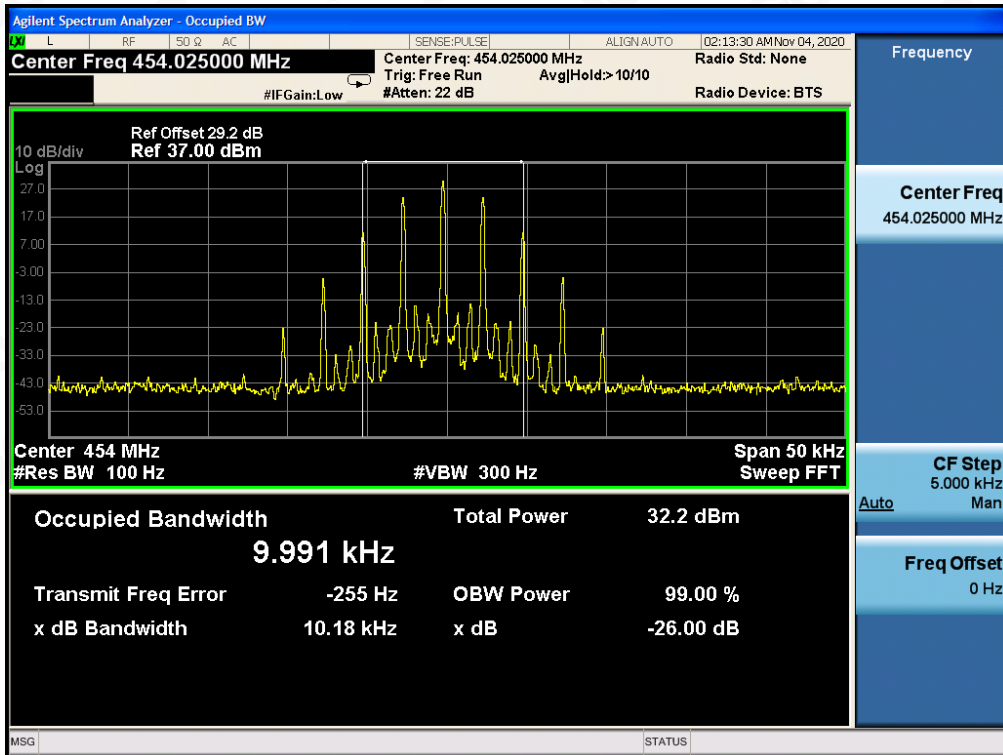 Agilent Spectrum Analyzer - Occupied BW
LXI L RF 50 Ω AC SENSE:PULSE ALIGN AUTO 02:13:30 AM Nov 04, 2020
Center Freq 454.025000 MHz
Center Freq: 454.025000 MHz Radio Std: None
Trig: Free Run Avg|Hold:> 10/10
#IFGain:Low #Atten: 22 dB Radio Device: BTS
Ref Offset 29.2 dB
10 dB/div Ref 37.00 dBm
Log
27.0
17.0
7.00
-3.00
-13.0
-23.0
-33.0
-43.0
-53.0
Center 454 MHz Span 50 kHz
#Res BW 100 Hz #VBW 300 Hz Sweep FFT
Occupied Bandwidth Total Power 32.2 dBm
9.991 kHz
Transmit Freq Error -255 Hz OBW Power 99.00 %
x dB Bandwidth 10.18 kHz x dB -26.00 dB
MSG STATUS
Frequency
Center Freq
454.025000 MHz
CF Step
5.000 kHz
Auto Man
Freq Offset
0 Hz